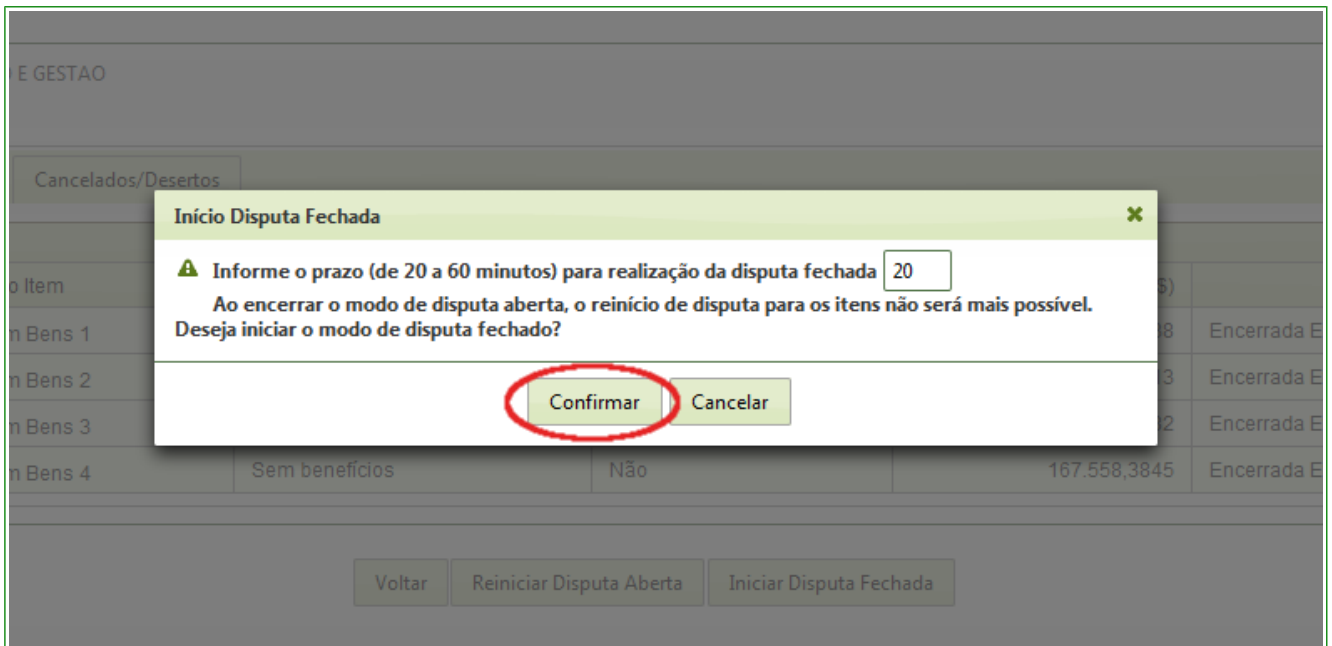 E GESTAO
Cancelados/Desertos
Início Disputa Fechada
Informe o prazo (de 20 a 60 minutos) para realização da disputa fechada 20
Ao encerrar o modo de disputa aberta, o reinício de disputa para os itens não será mais possível.
Deseja iniciar o modo de disputa fechado?
Confirmar Cancelar
o Item $)
m Bens 1 38 Encerrada E
m Bens 2 13 Encerrada E
m Bens 3 32 Encerrada E
m Bens 4 Sem benefícios Não 167.558,3845 Encerrada E
Voltar Reiniciar Disputa Aberta Iniciar Disputa Fechada